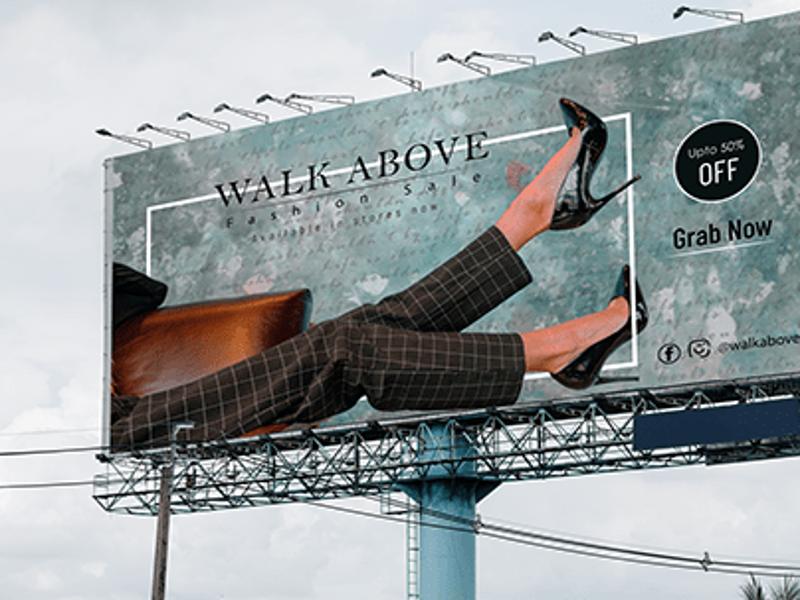 WALK ABOVE
Fashion Sale
Available in stores now
Upto 50%
OFF
Grab Now
@walkabove